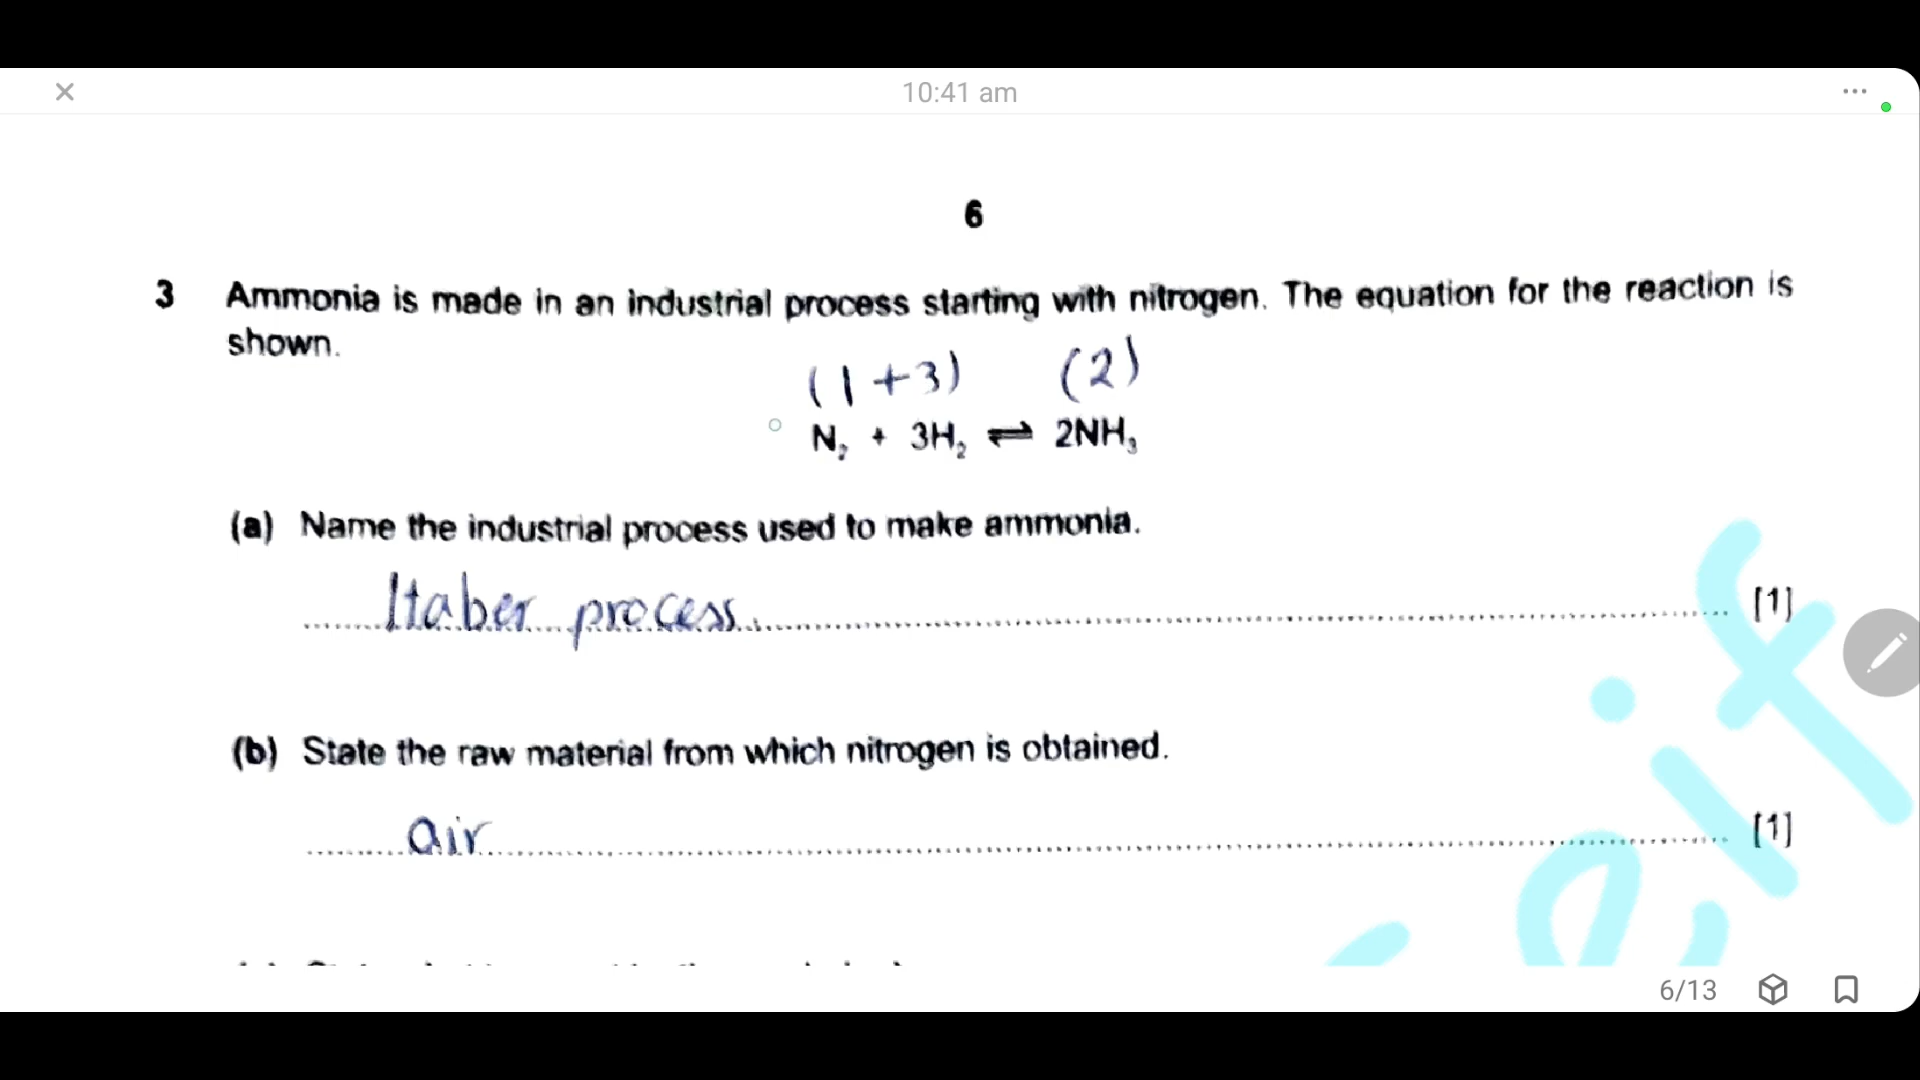 10:41 am
6
3 Ammonia is made in an industrial process starting with nitrogen. The equation for the reaction is
shown.
(1+3) (2)
N₂ + 3H₂ ⇌ 2NH₃
(a) Name the industrial process used to make ammonia.
Haber process [1]
(b) State the raw material from which nitrogen is obtained.
air [1]
6/13